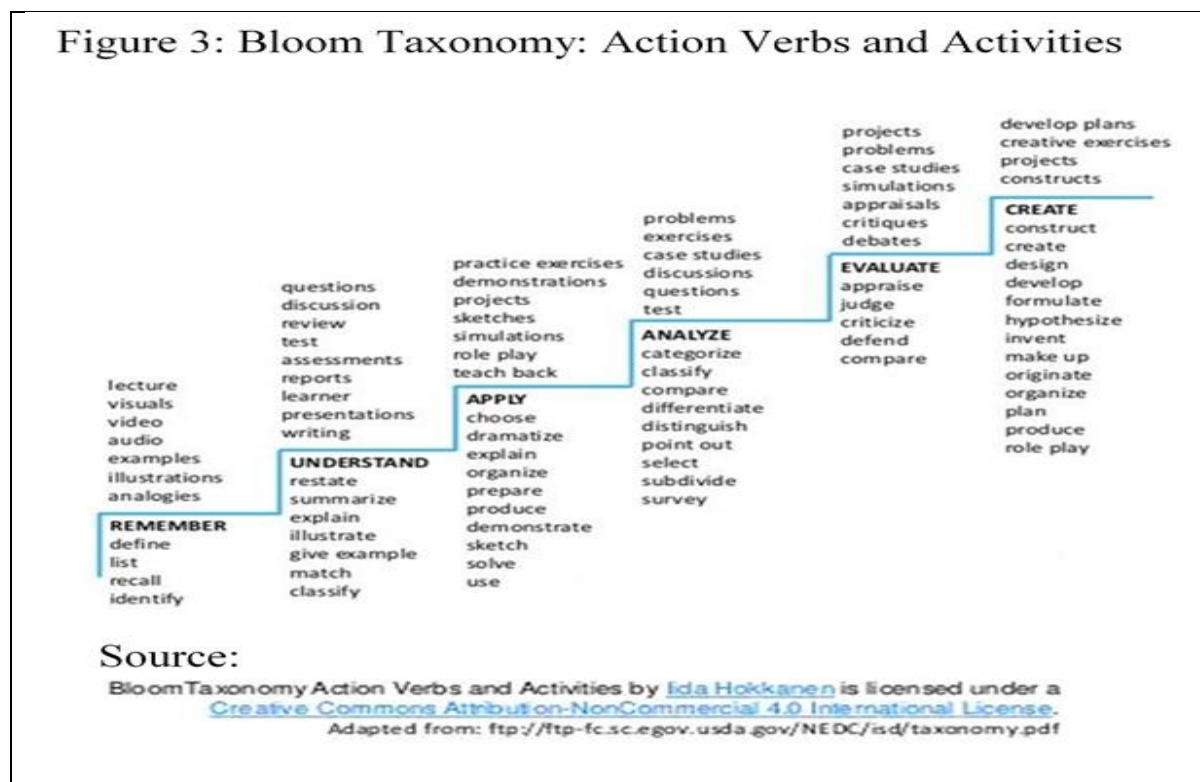 Figure 3: Bloom Taxonomy: Action Verbs and Activities
lecture
visuals
video
audio
examples
illustrations
analogies
REMEMBER
define
list
recall
identify
questions
discussion
review
test
assessments
reports
learner
presentations
writing
UNDERSTAND
restate
summarize
explain
illustrate
give example
match
classify
practice exercises
demonstrations
projects
sketches
simulations
role play
teach back
APPLY
choose
dramatize
explain
organize
prepare
produce
demonstrate
sketch
solve
use
problems
exercises
case studies
discussions
questions
test
ANALYZE
categorize
classify
compare
differentiate
distinguish
point out
select
subdivide
survey
projects
problems
case studies
simulations
appraisals
critiques
debates
EVALUATE
appraise
judge
criticize
defend
compare
develop plans
creative exercises
projects
constructs
CREATE
construct
create
design
develop
formulate
hypothesize
invent
make up
originate
organize
plan
produce
role play
Source:
BloomTaxonomy Action Verbs and Activities by Iida Hokkanen is licensed under a
Creative Commons Attribution-NonCommercial 4.0 International License.
Adapted from: ftp://ftp-fc.sc.egov.usda.gov/NEDC/isd/taxonomy.pdf